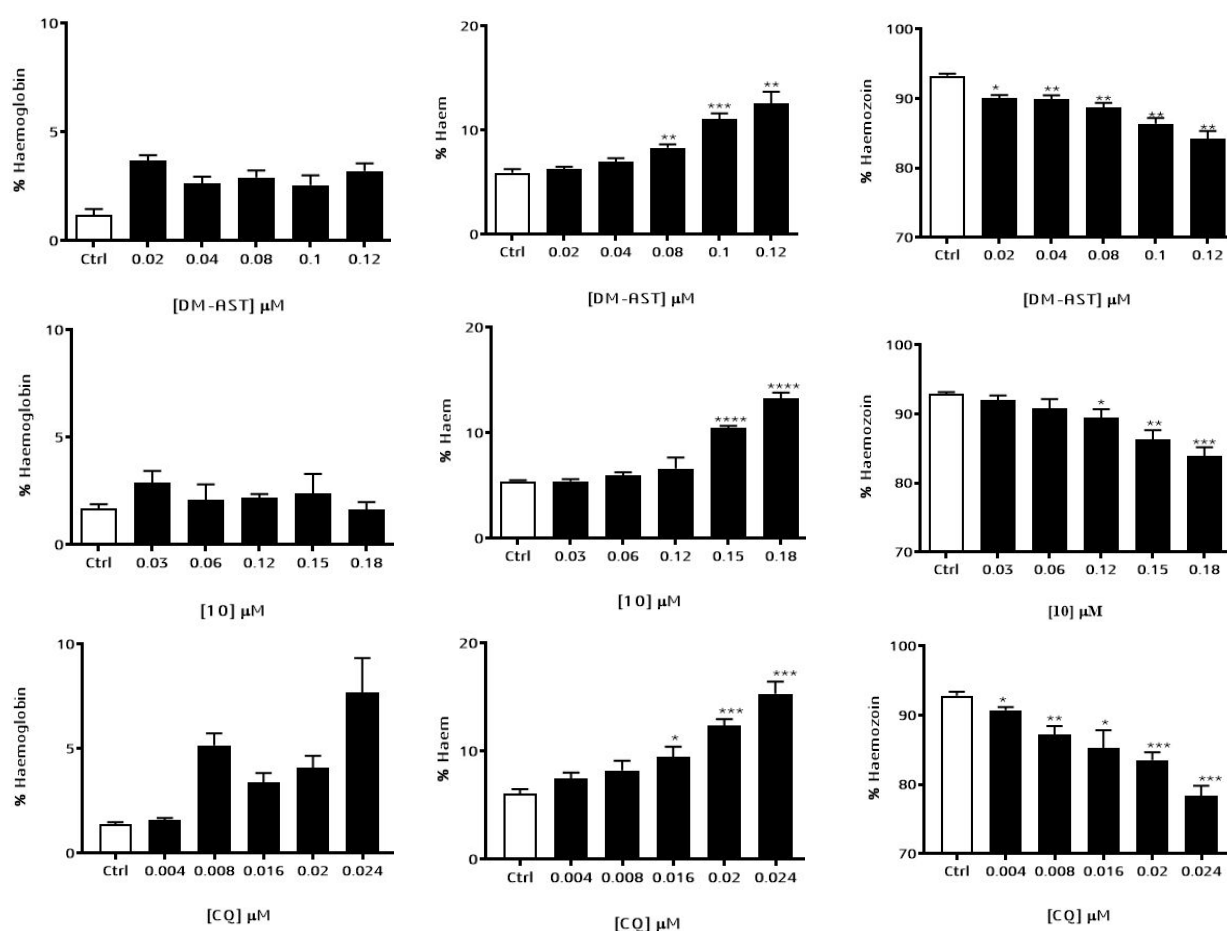 10
5
0
% Haemoglobin
Ctrl 0.02 0.04 0.08 0.1 0.12
[DM-AST] µM
20
10
0
% Haem
** *** **
Ctrl 0.02 0.04 0.08 0.1 0.12
[DM-AST] µM
100
90
80
70
% Haemozoin
* ** ** ** **
Ctrl 0.02 0.04 0.08 0.1 0.12
[DM-AST] µM
10
5
0
% Haemoglobin
Ctrl 0.03 0.06 0.12 0.15 0.18
[10] µM
20
10
0
% Haem
**** ****
Ctrl 0.03 0.06 0.12 0.15 0.18
[10] µM
100
90
80
70
% Haemozoin
* ** ***
Ctrl 0.03 0.06 0.12 0.15 0.18
[10] µM
10
5
0
% Haemoglobin
Ctrl 0.004 0.008 0.016 0.02 0.024
[CQ] µM
20
10
0
% Haem
* *** ***
Ctrl 0.004 0.008 0.016 0.02 0.024
[CQ] µM
100
90
80
70
% Haemozoin
* ** * *** ***
Ctrl 0.004 0.008 0.016 0.02 0.024
[CQ] µM